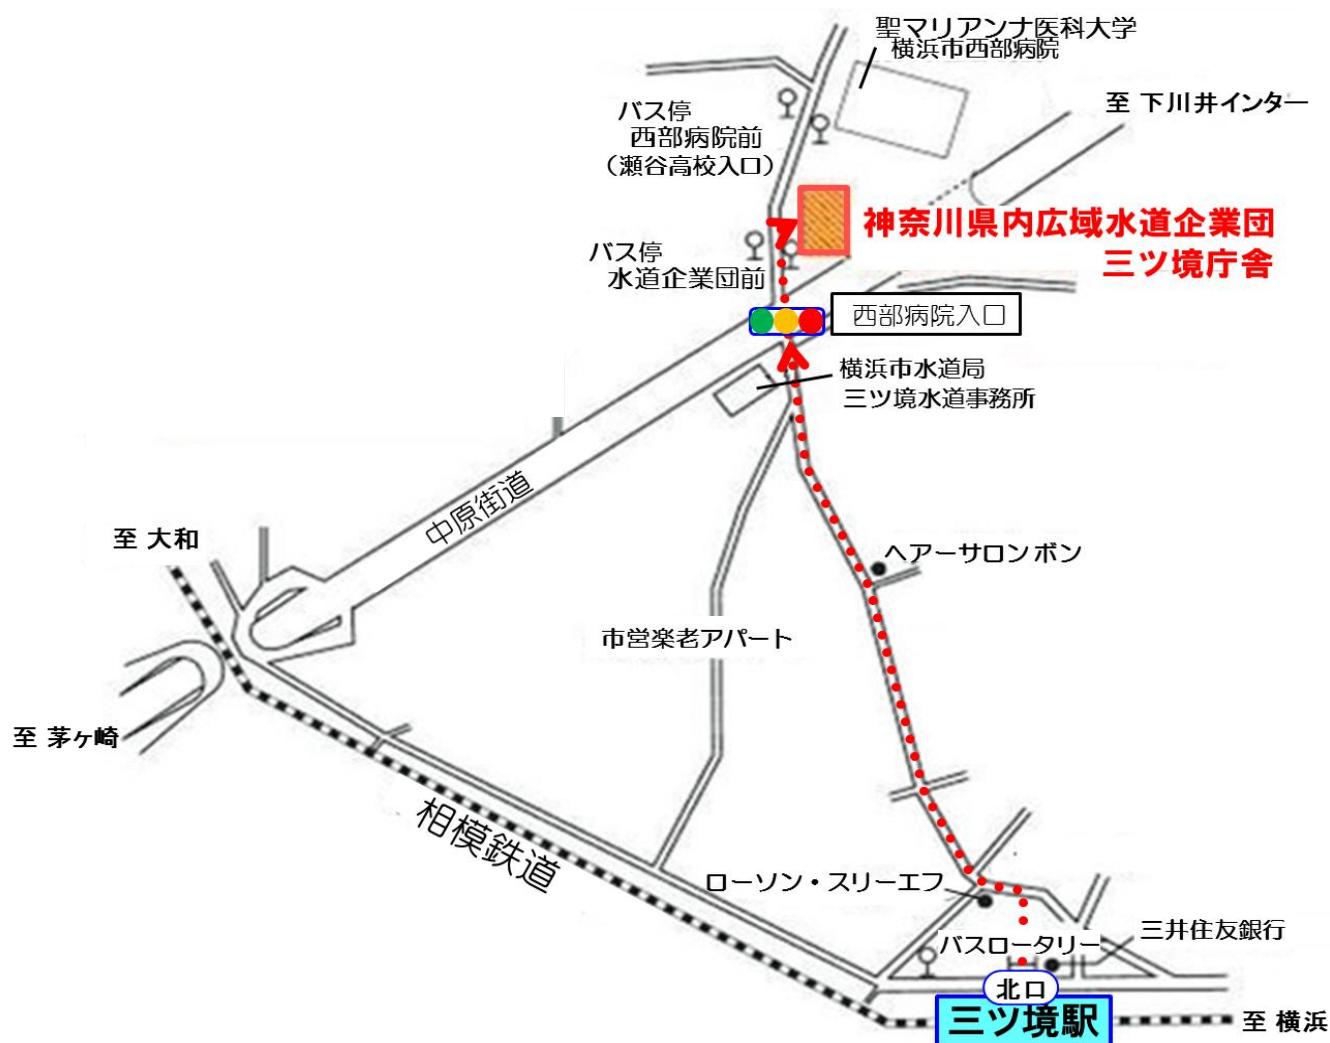 聖マリアンナ医科大学
横浜市西部病院
至 下川井インター
バス停
西部病院前
(瀬谷高校入口)
神奈川県内広域水道企業団
三ツ境庁舎
バス停
水道企業団前
西部病院入口
横浜市水道局
三ツ境水道事務所
中原街道
至 大和
ヘアーサロンボン
市営楽老アパート
至 茅ヶ崎
相模鉄道
ローソン・スリーエフ
バスロータリー
三井住友銀行
北口
三ツ境駅
至 横浜